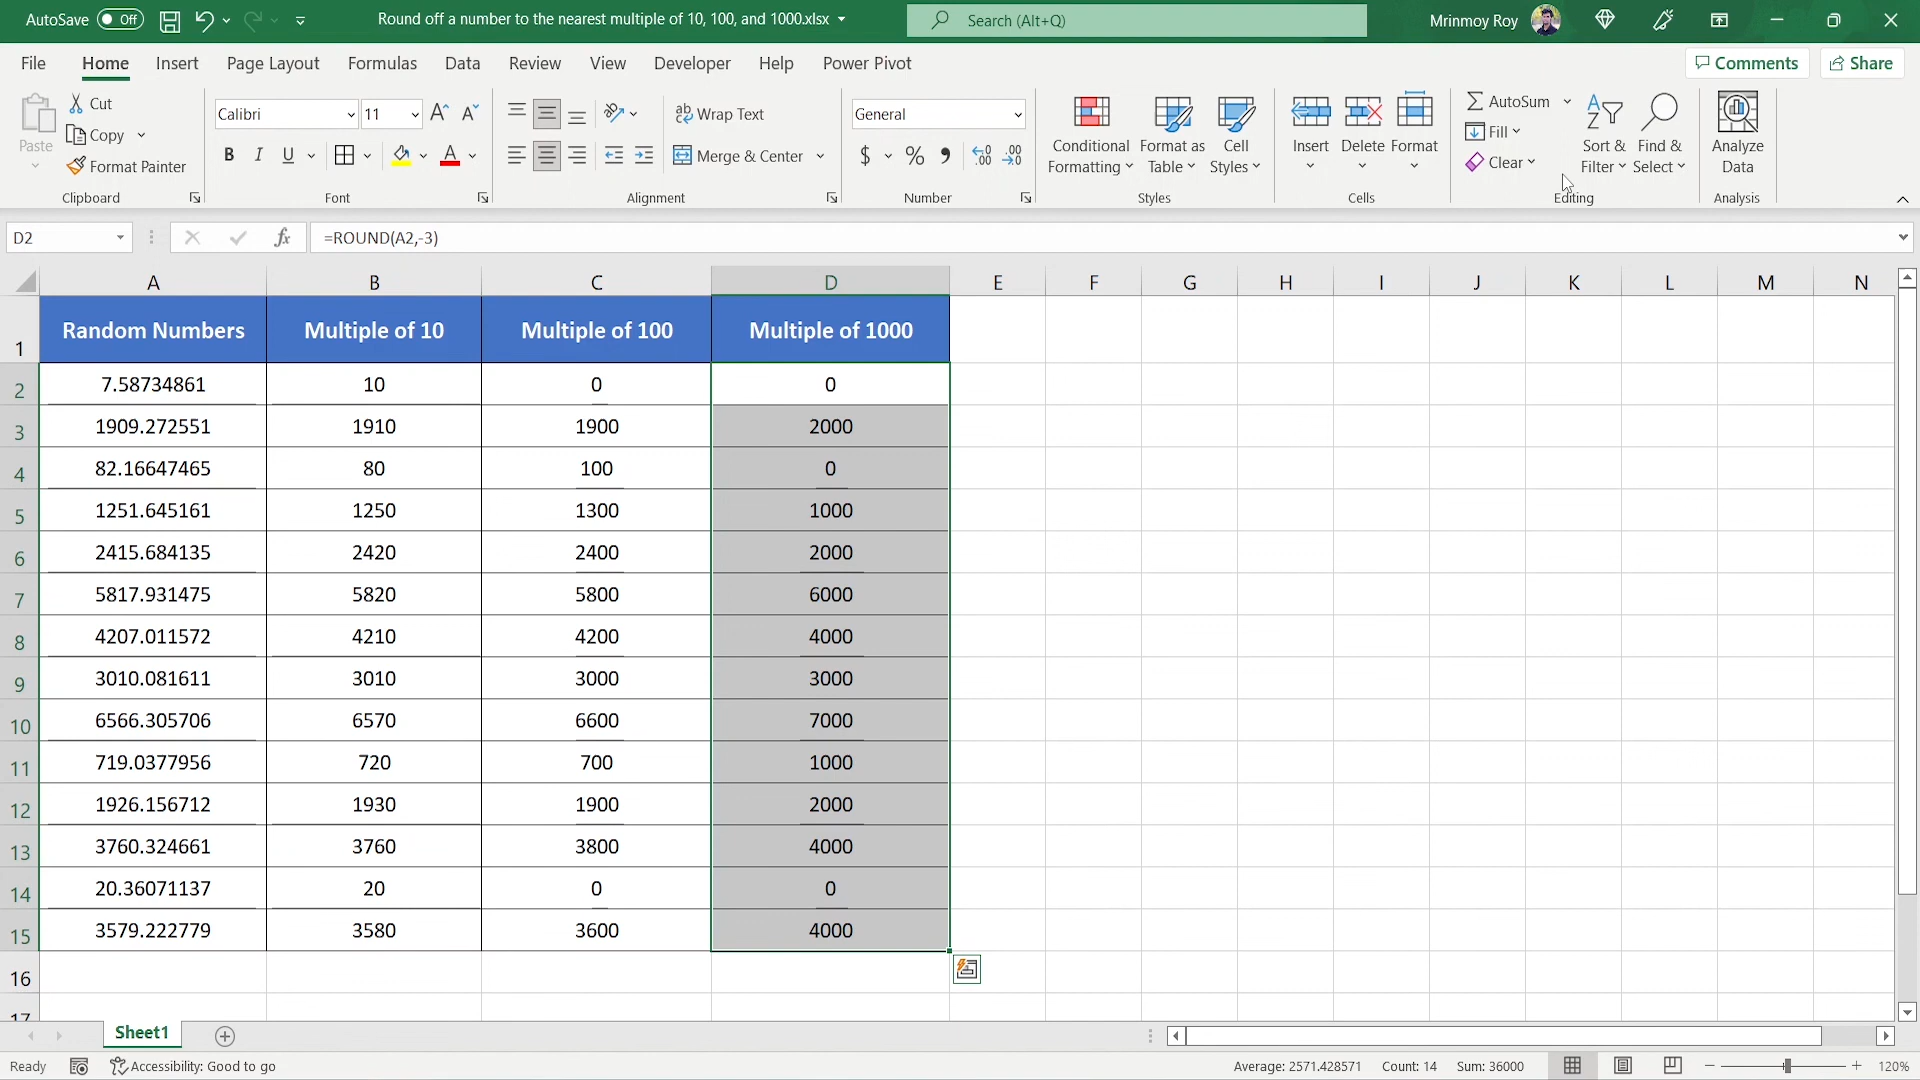 AutoSave Off Round off a number to the nearest multiple of 10, 100, and 1000.xlsx Search (Alt+Q) Mrinmoy Roy
File Home Insert Page Layout Formulas Data Review View Developer Help Power Pivot Comments Share
Paste Cut Copy Format Painter Clipboard
Calibri 11 B I U A Font
ab Wrap Text Merge & Center Alignment
General $ % 9 .00 Number
Conditional Formatting Format as Table Cell Styles Styles
Insert Delete Format Cells
AutoSum Fill Clear Sort & Filter Find & Select Editing
Analyze Data Analysis
D2 fx =ROUND(A2,-3)
A B C D E F G H I J K L M N
1 Random Numbers Multiple of 10 Multiple of 100 Multiple of 1000
2 7.58734861 10 0 0
3 1909.272551 1910 1900 2000
4 82.16647465 80 100 0
5 1251.645161 1250 1300 1000
6 2415.684135 2420 2400 2000
7 5817.931475 5820 5800 6000
8 4207.011572 4210 4200 4000
9 3010.081611 3010 3000 3000
10 6566.305706 6570 6600 7000
11 719.0377956 720 700 1000
12 1926.156712 1930 1900 2000
13 3760.324661 3760 3800 4000
14 20.36071137 20 0 0
15 3579.222779 3580 3600 4000
16
17
Sheet1
Ready Accessibility: Good to go Average: 2571.428571 Count: 14 Sum: 36000 120%